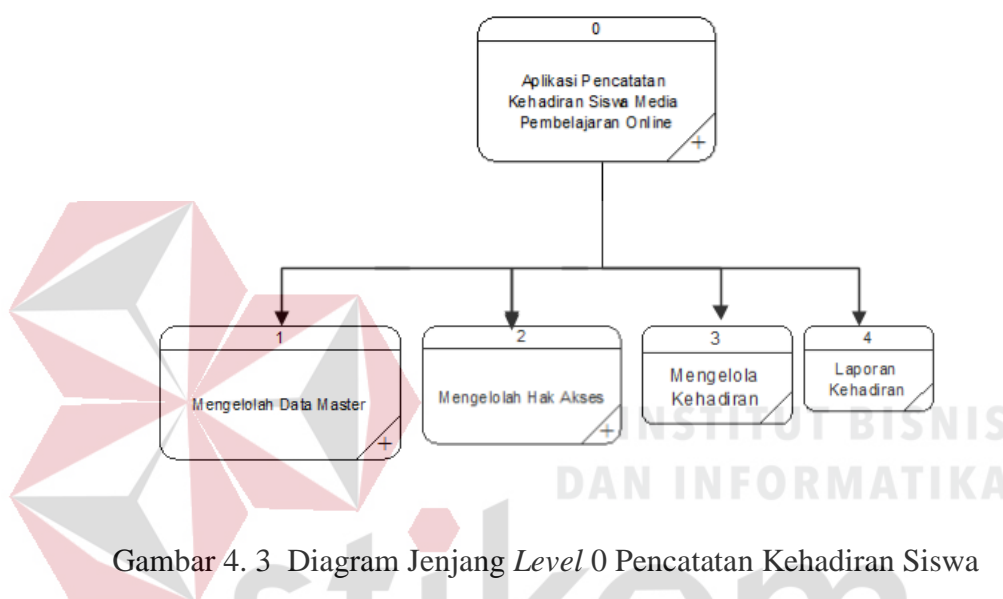 0
Aplikasi Pencatatan
Kehadiran Siswa Media
Pembelajaran Online
+
1
Mengelolah Data Master
+
2
Mengelolah Hak Akses
+
3
Mengelola
Kehadiran
4
Laporan
Kehadiran
INSTITUT BISNIS
DAN INFORMATIKA
Gambar 4. 3 Diagram Jenjang Level 0 Pencatatan Kehadiran Siswa
stikom